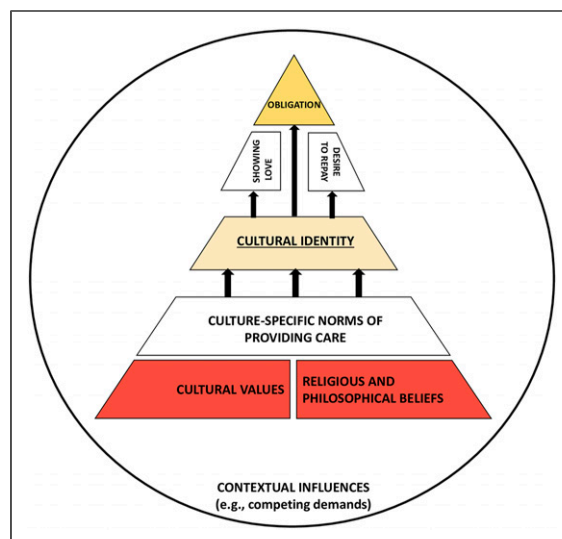 OBLIGATION
SHOWING
LOVE
DESIRE
TO REPAY
CULTURAL IDENTITY
CULTURE-SPECIFIC NORMS OF
PROVIDING CARE
CULTURAL VALUES
RELIGIOUS AND
PHILOSOPHICAL BELIEFS
CONTEXTUAL INFLUENCES
(e.g., competing demands)